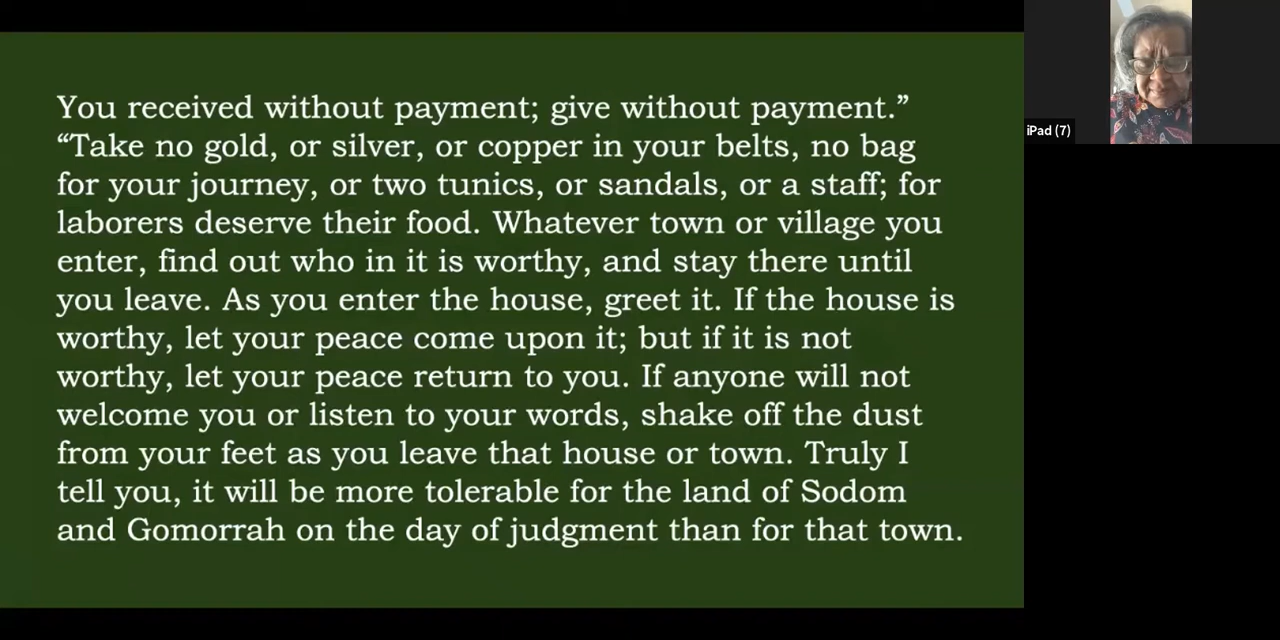 You received without payment; give without payment.”
“Take no gold, or silver, or copper in your belts, no bag
for your journey, or two tunics, or sandals, or a staff; for
laborers deserve their food. Whatever town or village you
enter, find out who in it is worthy, and stay there until
you leave. As you enter the house, greet it. If the house is
worthy, let your peace come upon it; but if it is not
worthy, let your peace return to you. If anyone will not
welcome you or listen to your words, shake off the dust
from your feet as you leave that house or town. Truly I
tell you, it will be more tolerable for the land of Sodom
and Gomorrah on the day of judgment than for that town.
iPad (7)